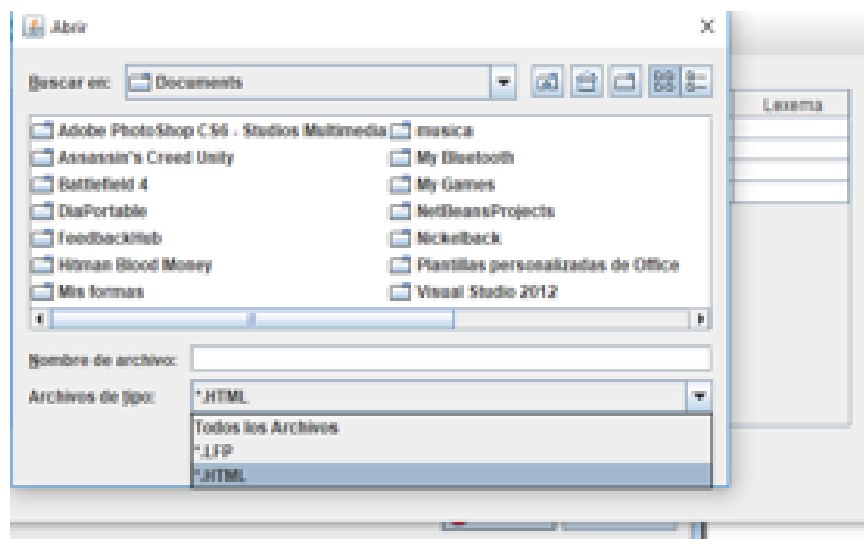 Abrir
Buscar en: Documents
Lexema
Adobe PhotoShop CS6 - Studios Multimedia musica
Assassin's Creed Unity My Bluetooth
Battlefield 4 My Games
DiaPortable NetBeansProjects
FeedbackHub Nickelback
Hitman Blood Money Plantillas personalizadas de Office
Mis formas Visual Studio 2012
Nombre de archivo:
Archivos de tipo: *.HTML
Todos los Archivos
*.LFP
*.HTML